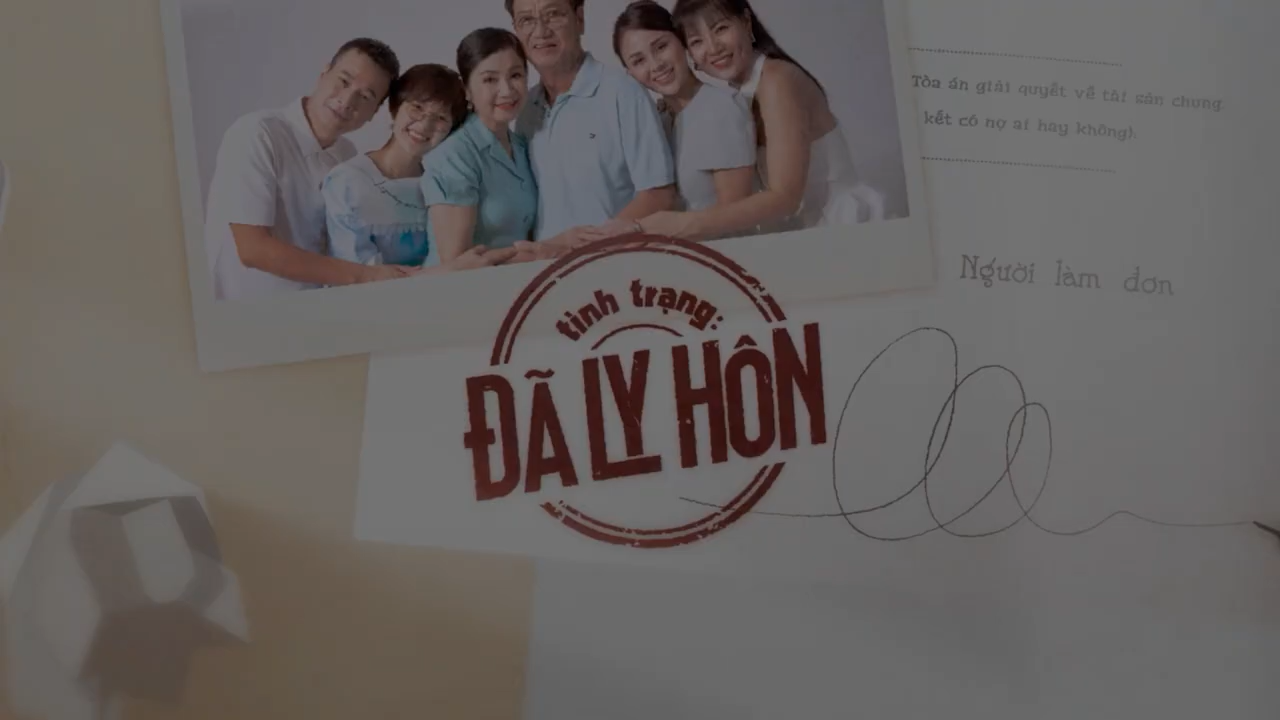 Tòa án giải quyết về tài sản chung
kết có nợ ai hay không).
Người làm đơn
tình trạng:
ĐÃ LY HÔN